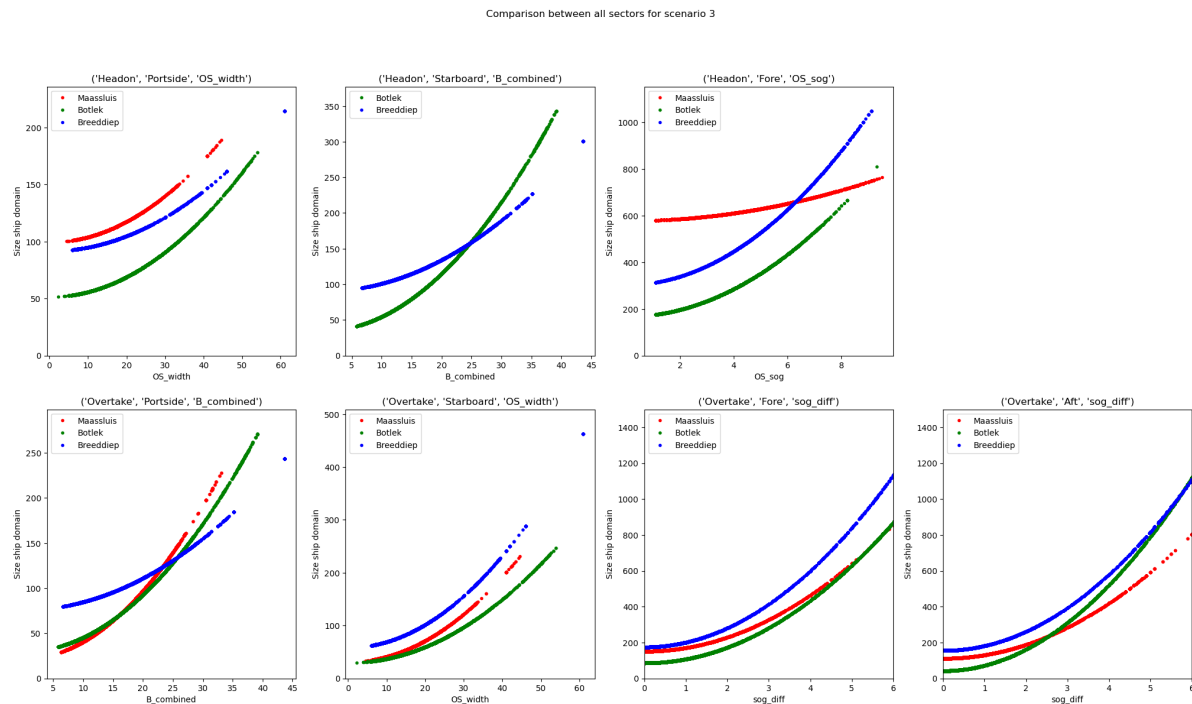 Comparison between all sectors for scenario 3
('Headon', 'Portside', 'OS_width')
Maassluis
Botlek
Breeddiep
Size ship domain
200
150
100
50
0
0
10
20
30
40
50
60
OS_width
('Headon', 'Starboard', 'B_combined')
Botlek
Breeddiep
Size ship domain
350
300
250
200
150
100
50
0
5
10
15
20
25
30
35
40
45
B_combined
('Headon', 'Fore', 'OS_sog')
Maassluis
Botlek
Breeddiep
Size ship domain
1000
800
600
400
200
0
2
4
6
8
OS_sog
('Overtake', 'Portside', 'B_combined')
Maassluis
Botlek
Breeddiep
Size ship domain
250
200
150
100
50
0
5
10
15
20
25
30
35
40
45
B_combined
('Overtake', 'Starboard', 'OS_width')
Maassluis
Botlek
Breeddiep
Size ship domain
500
400
300
200
100
0
0
10
20
30
40
50
60
OS_width
('Overtake', 'Fore', 'sog_diff')
Maassluis
Botlek
Breeddiep
Size ship domain
1400
1200
1000
800
600
400
200
0
0
1
2
3
4
5
6
sog_diff
('Overtake', 'Aft', 'sog_diff')
Maassluis
Botlek
Breeddiep
Size ship domain
1400
1200
1000
800
600
400
200
0
0
1
2
3
4
5
6
sog_diff